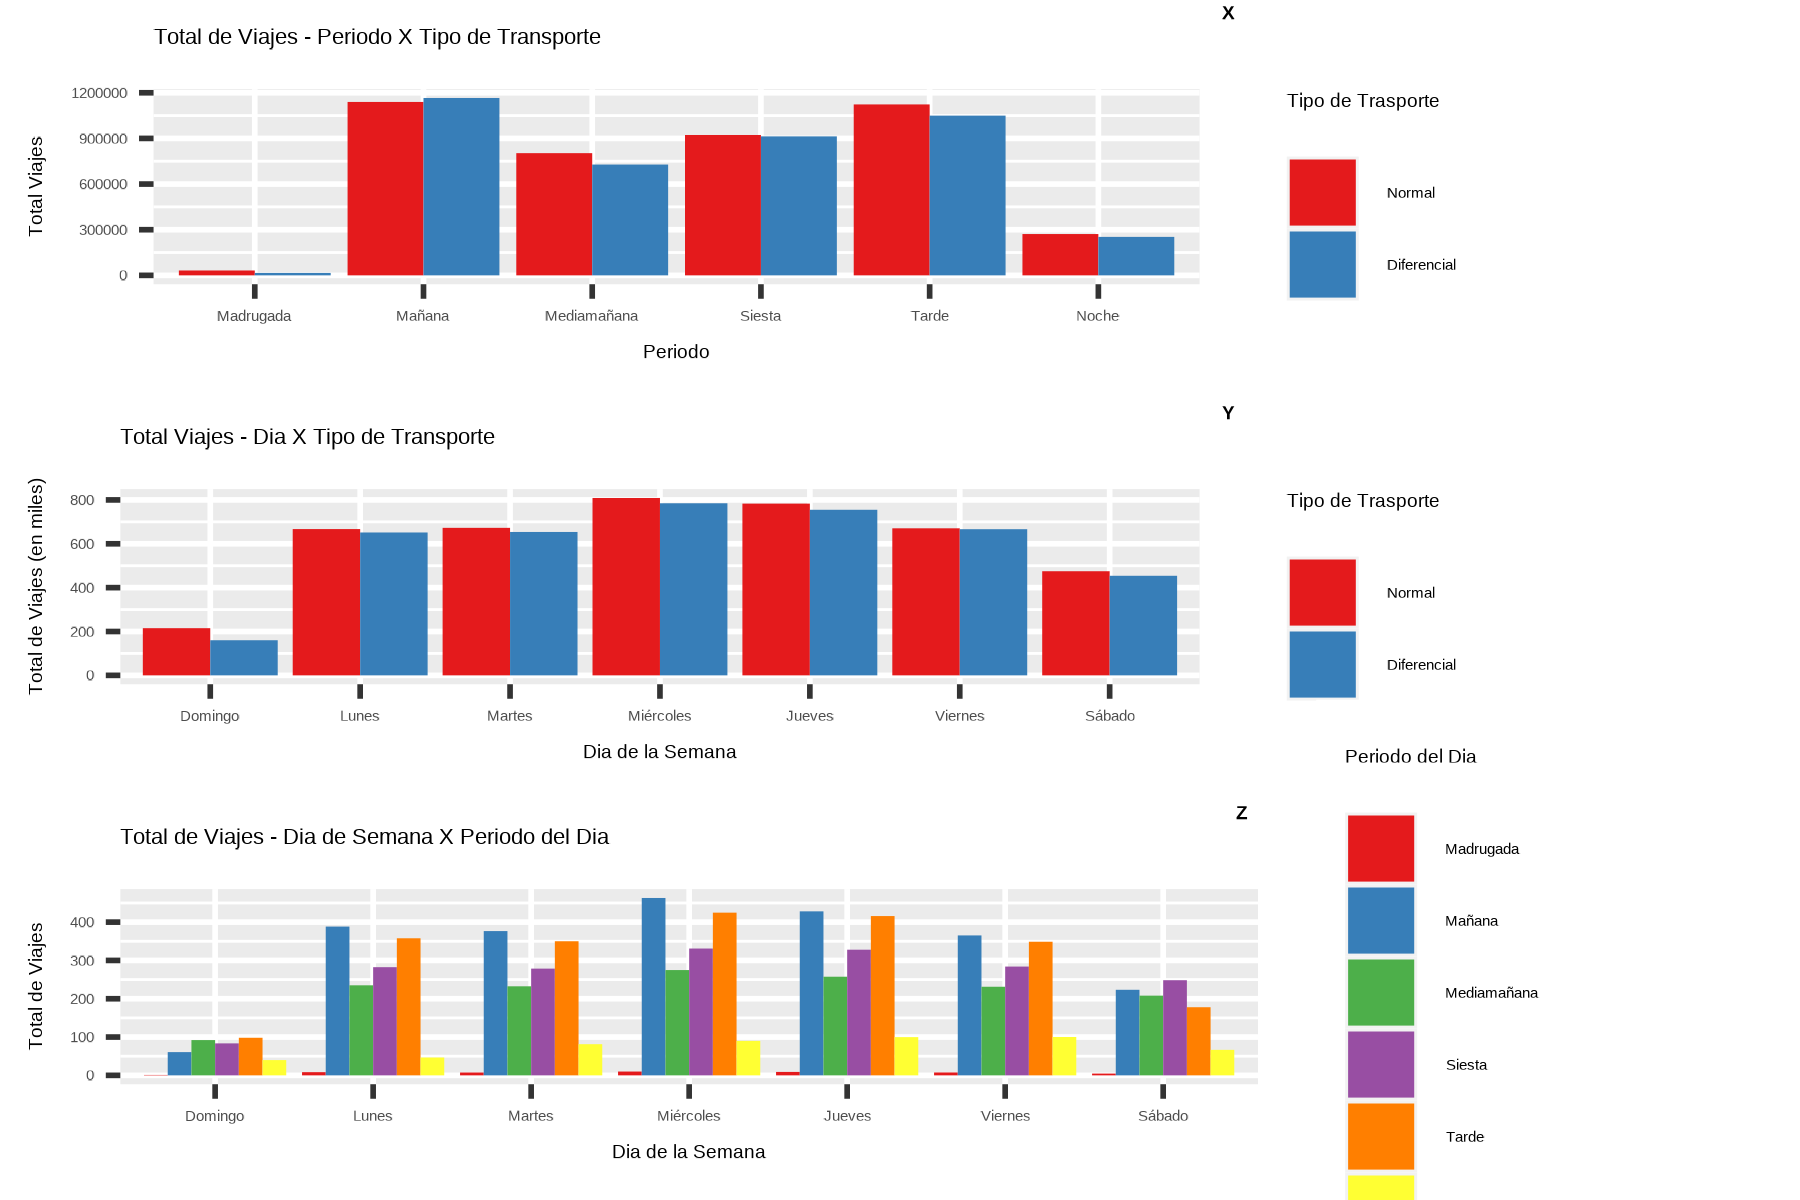 X
Total de Viajes - Periodo X Tipo de Transporte
Total Viajes
1200000
900000
600000
300000
0
Madrugada Mañana Mediamañana Siesta Tarde Noche
Periodo
Tipo de Trasporte
Normal
Diferencial
Y
Total Viajes - Dia X Tipo de Transporte
Total de Viajes (en miles)
800
600
400
200
0
Domingo Lunes Martes Miércoles Jueves Viernes Sábado
Dia de la Semana
Tipo de Trasporte
Normal
Diferencial
Z
Total de Viajes - Dia de Semana X Periodo del Dia
Total de Viajes
400
300
200
100
0
Domingo Lunes Martes Miércoles Jueves Viernes Sábado
Dia de la Semana
Periodo del Dia
Madrugada
Mañana
Mediamañana
Siesta
Tarde